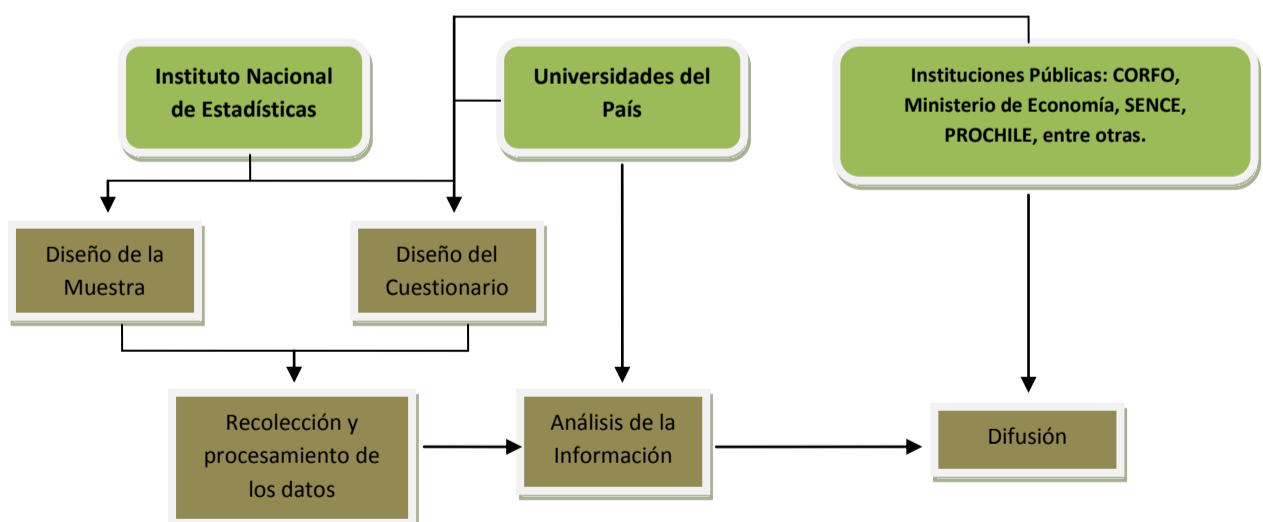 Instituto Nacional
de Estadísticas
Universidades del
País
Instituciones Públicas: CORFO,
Ministerio de Economía, SENCE,
PROCHILE, entre otras.
Diseño de la
Muestra
Diseño del
Cuestionario
Recolección y
procesamiento de
los datos
Análisis de la
Información
Difusión